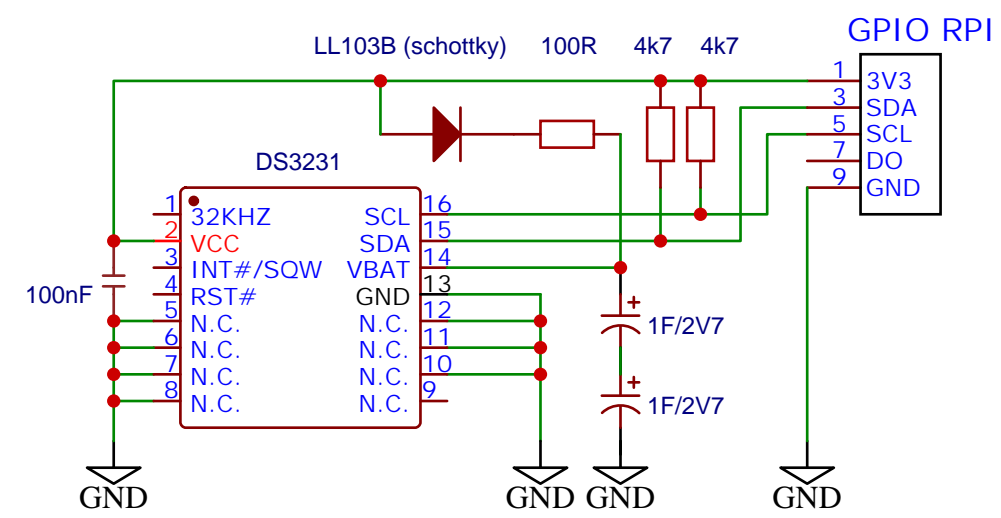 GPIO RPI
LL103B (schottky)
100R
4k7
4k7
1
3V3
3
SDA
5
SCL
7
DO
9
GND
DS3231
1
32KHZ
2
VCC
3
INT#/SQW
4
RST#
5
N.C.
6
N.C.
7
N.C.
8
N.C.
16
SCL
15
SDA
14
VBAT
13
GND
12
N.C.
11
N.C.
10
N.C.
9
N.C.
100nF
+
1F/2V7
+
1F/2V7
GND
GND
GND
GND